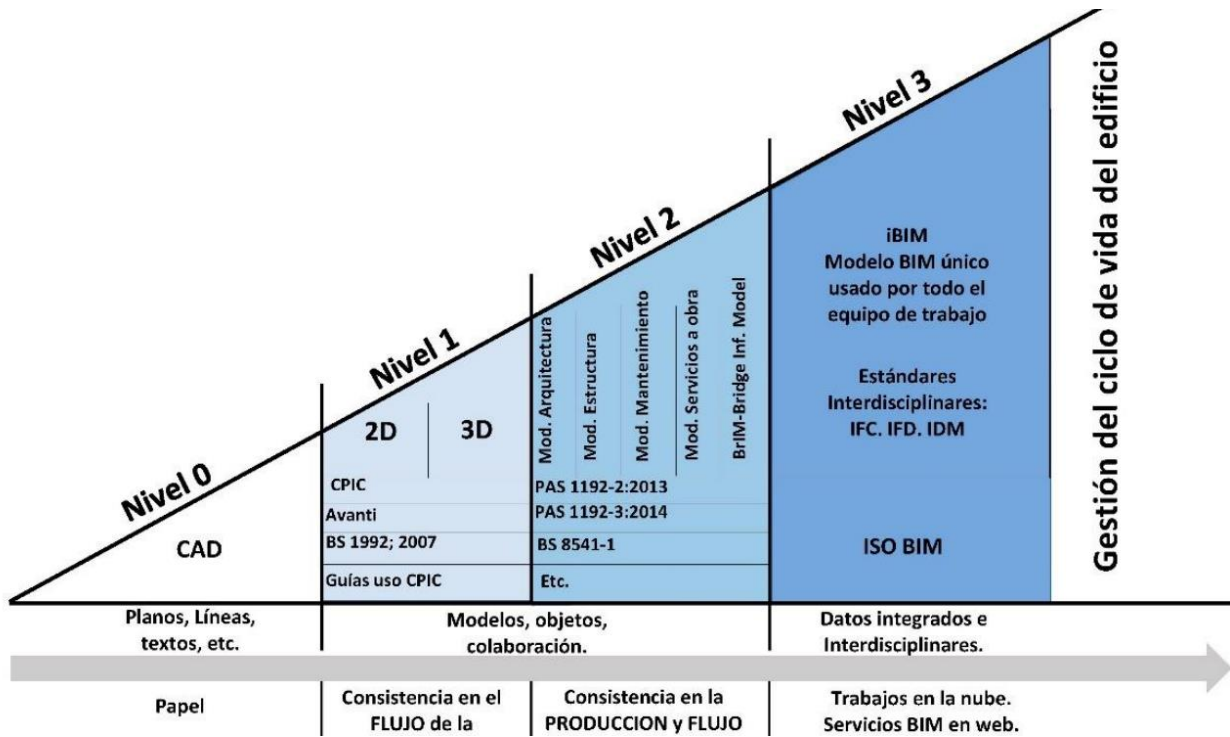 Nivel 0
CAD
Nivel 1
2D
3D
CPIC
Avanti
BS 1992; 2007
Guías uso CPIC
Nivel 2
Mod. Arquitectura
Mod. Estructura
Mod. Mantenimiento
Mod. Servicios a obra
BrIM-Bridge Inf. Model
PAS 1192-2:2013
PAS 1192-3:2014
BS 8541-1
Etc.
Nivel 3
iBIM
Modelo BIM único
usado por todo el
equipo de trabajo
Estándares
Interdisciplinares:
IFC. IFD. IDM
ISO BIM
Gestión del ciclo de vida del edificio
Planos, Líneas,
textos, etc.
Modelos, objetos,
colaboración.
Datos integrados e
Interdisciplinares.
Papel
Consistencia en el
FLUJO de la
Consistencia en la
PRODUCCION y FLUJO
Trabajos en la nube.
Servicios BIM en web.